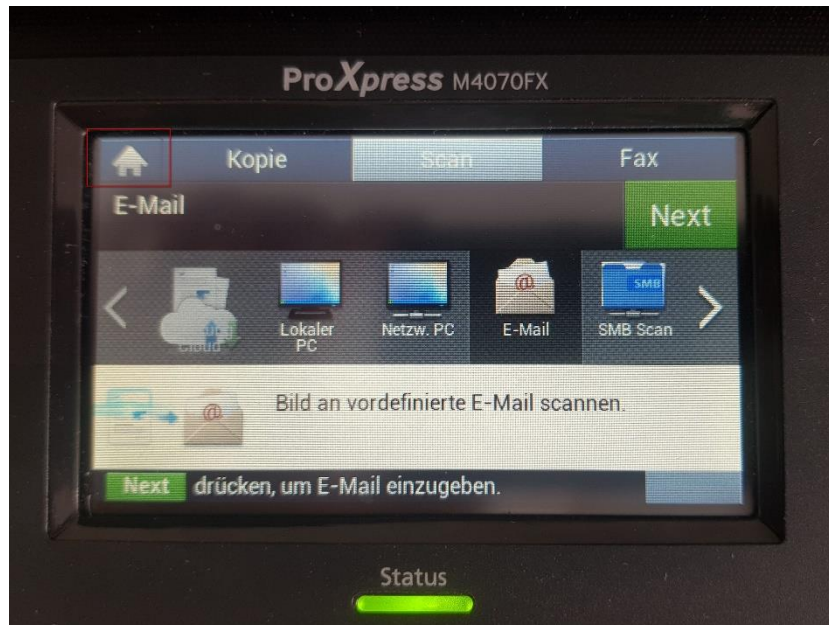 ProXpress M4070FX
Kopie Scan Fax
E-Mail
Next
Cloud
Lokaler PC
Netzw. PC
E-Mail
SMB
SMB Scan
Bild an vordefinierte E-Mail scannen.
Next drücken, um E-Mail einzugeben.
Status